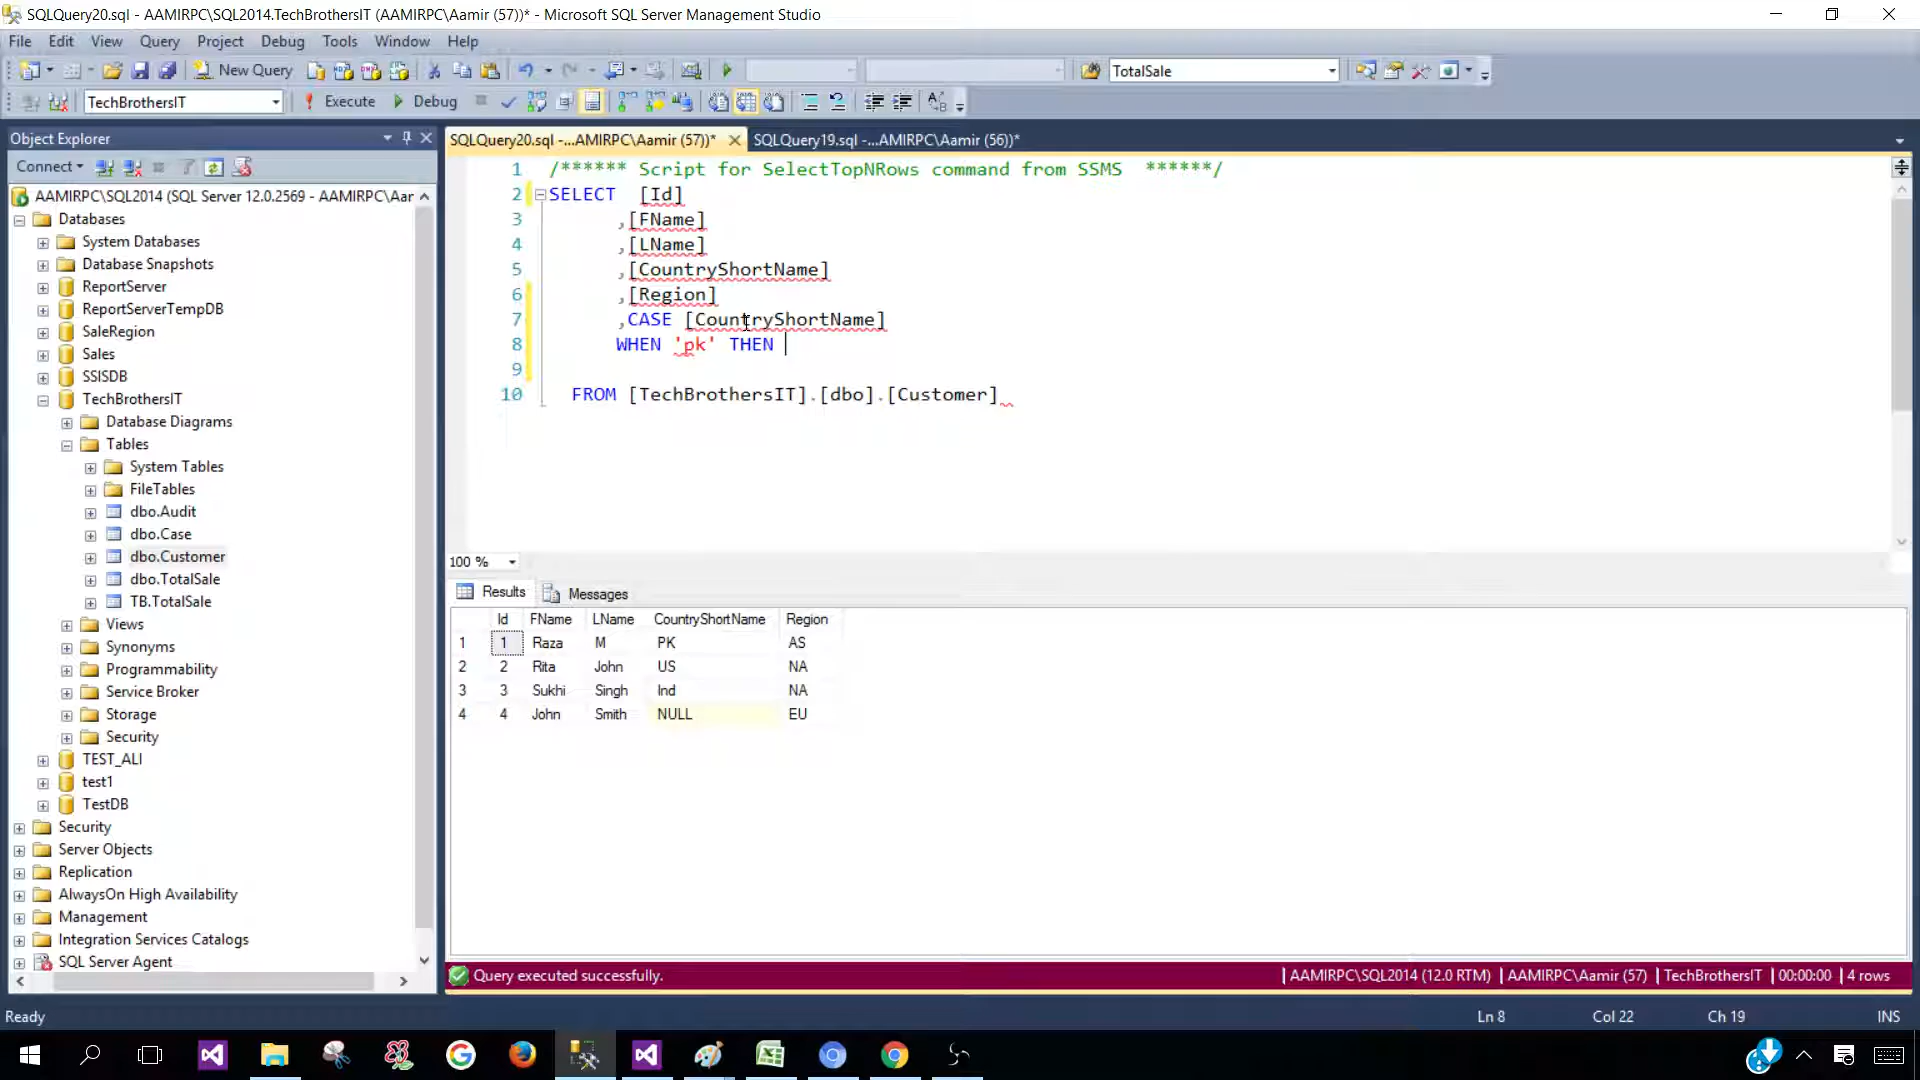 SQLQuery20.sql - AAMIRPC\SQL2014.TechBrothersIT (AAMIRPC\Aamir (57))* - Microsoft SQL Server Management Studio
File Edit View Query Project Debug Tools Window Help
New Query TotalSale
TechBrothersIT Execute Debug
Object Explorer
Connect
AAMIRPC\SQL2014 (SQL Server 12.0.2569 - AAMIRPC\Aar
Databases
System Databases
Database Snapshots
ReportServer
ReportServerTempDB
SaleRegion
Sales
SSISDB
TechBrothersIT
Database Diagrams
Tables
System Tables
FileTables
dbo.Audit
dbo.Case
dbo.Customer
dbo.TotalSale
TB.TotalSale
Views
Synonyms
Programmability
Service Broker
Storage
Security
TEST_ALI
test1
TestDB
Security
Server Objects
Replication
AlwaysOn High Availability
Management
Integration Services Catalogs
SQL Server Agent
SQLQuery20.sql -...AMIRPC\Aamir (57))* SQLQuery19.sql -...AMIRPC\Aamir (56))*
1 /****** Script for SelectTopNRows command from SSMS ******/
2 SELECT [Id]
3 ,[FName]
4 ,[LName]
5 ,[CountryShortName]
6 ,[Region]
7 ,CASE [CountryShortName]
8 WHEN 'pk' THEN
9
10 FROM [TechBrothersIT].[dbo].[Customer]
100 %
Results Messages
Id FName LName CountryShortName Region
1 1 Raza M PK AS
2 2 Rita John US NA
3 3 Sukhi Singh Ind NA
4 4 John Smith NULL EU
Query executed successfully. AAMIRPC\SQL2014 (12.0 RTM) AAMIRPC\Aamir (57) TechBrothersIT 00:00:00 4 rows
Ready Ln 8 Col 22 Ch 19 INS